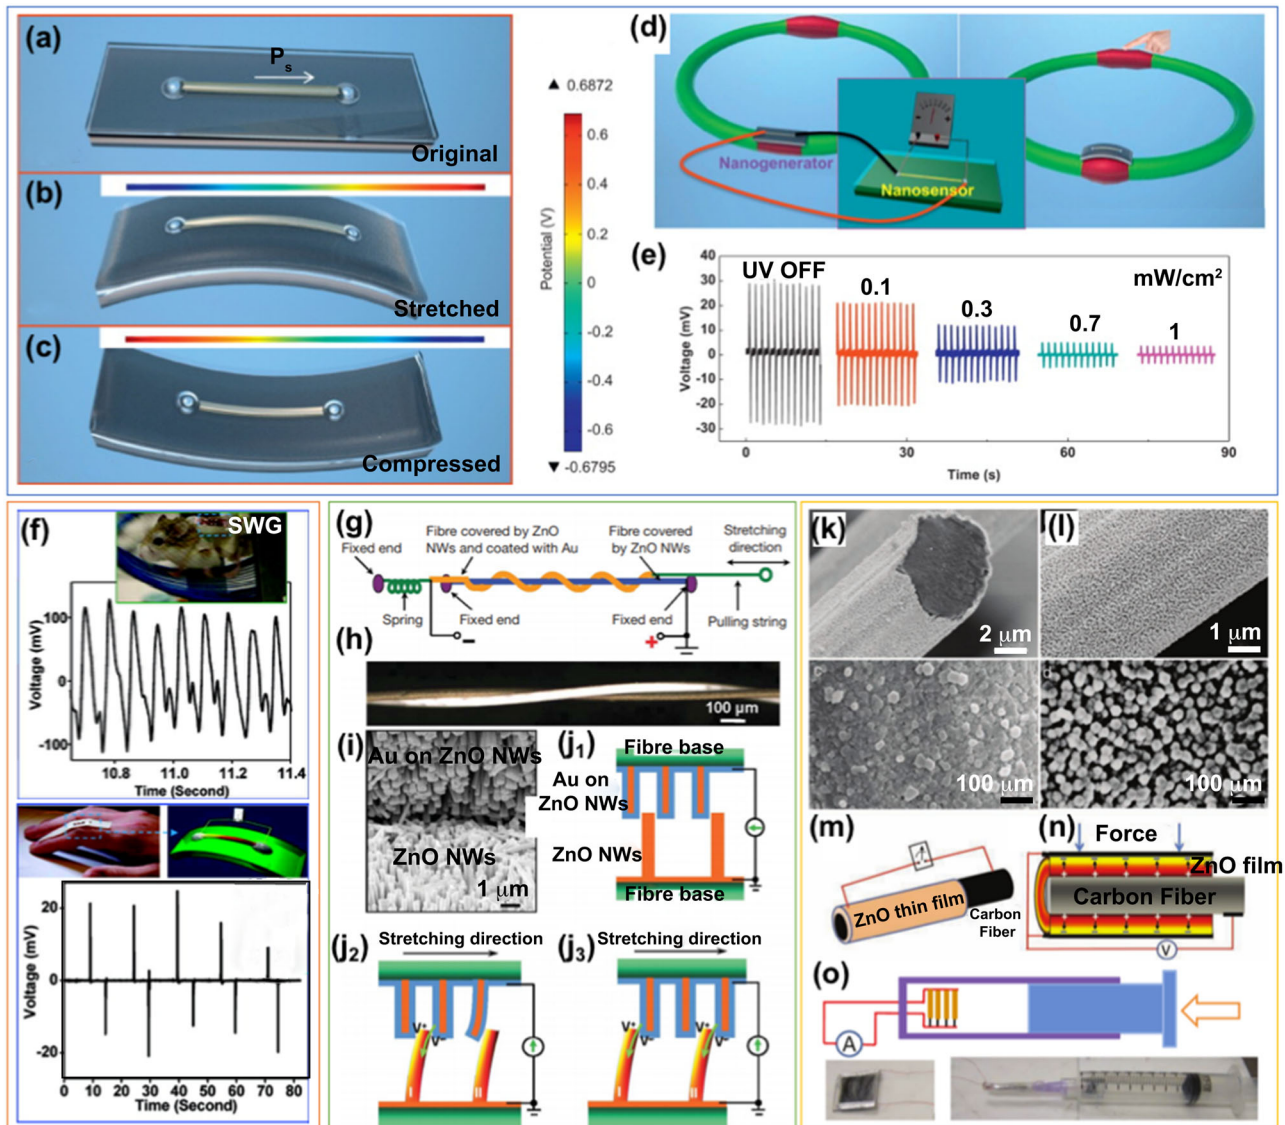 (a)
Ps
Original
(b)
Stretched
(c)
Compressed
0.6872
0.6
0.4
0.2
0
-0.2
-0.4
-0.6
-0.6795
Potential (V)
(d)
Nanogenerator
Nanosensor
(e)
UV OFF
0.1
0.3
0.7
1
mW/cm²
40
30
20
10
0
-10
-20
-30
Voltage (mV)
0
30
60
90
Time (s)
(f)
SWG
100
0
-100
Voltage (mV)
10.8
11.0
11.2
11.4
Time (Second)
20
0
-20
Voltage (mV)
0 10 20 30 40 50 60 70 80
Time (Second)
(g)
Fixed end
Fibre covered by ZnO
NWs and coated with Au
Fibre covered
by ZnO NWs
Stretching
direction
Spring
Fixed end
Fixed end
Pulling string
−
+
(h)
100 µm
(i)
Au on ZnO NWs
ZnO NWs
1 µm
(j₁)
Fibre base
Au on
ZnO NWs
ZnO NWs
Fibre base
(j₂)
Stretching direction
V⁺
V⁻
I
II
(j₃)
Stretching direction
V⁺
V⁻
V⁺
V⁻
I
II
(k)
2 µm
(l)
1 µm
c
100 µm
d
100 µm
(m)
ZnO thin film
Carbon
Fiber
(n)
Force
ZnO film
Carbon Fiber
V
(o)
A